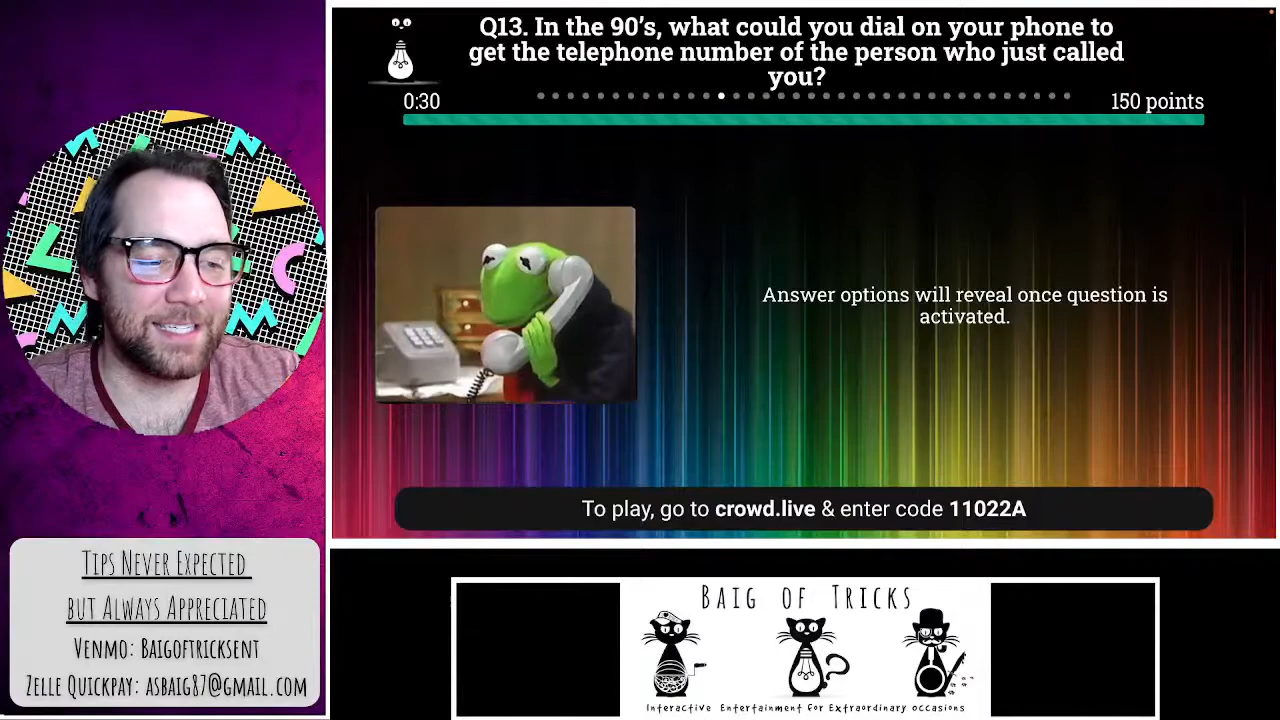 Q13. In the 90's, what could you dial on your phone to
get the telephone number of the person who just called
you?
0:30
150 points
Answer options will reveal once question is
activated.
To play, go to crowd.live & enter code 11022A
Tips Never Expected
but Always Appreciated
Venmo: Baigoftricksent
Zelle Quickpay: asbaig87@gmail.com
Baig of Tricks
Interactive Entertainment for Extraordinary Occasions